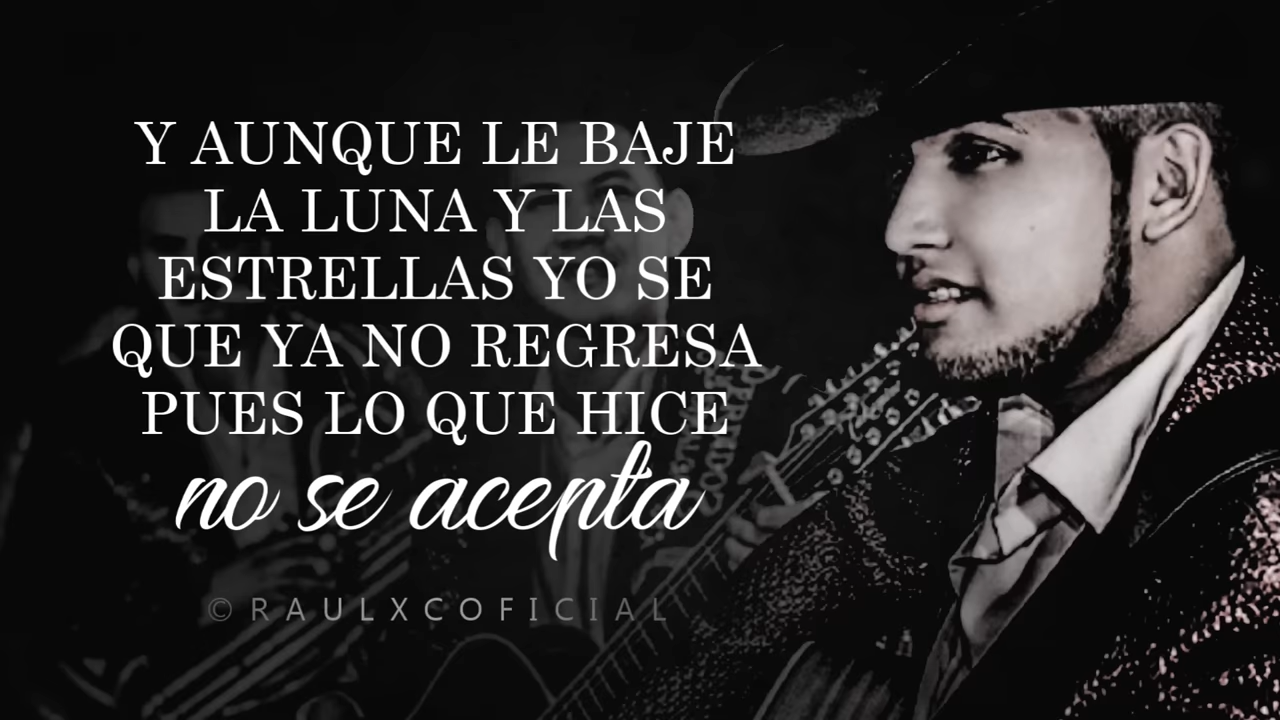 Y AUNQUE LE BAJE
LA LUNA Y LAS
ESTRELLAS YO SE
QUE YA NO REGRESA
PUES LO QUE HICE
no se acepta
©RAULXCOFICIAL